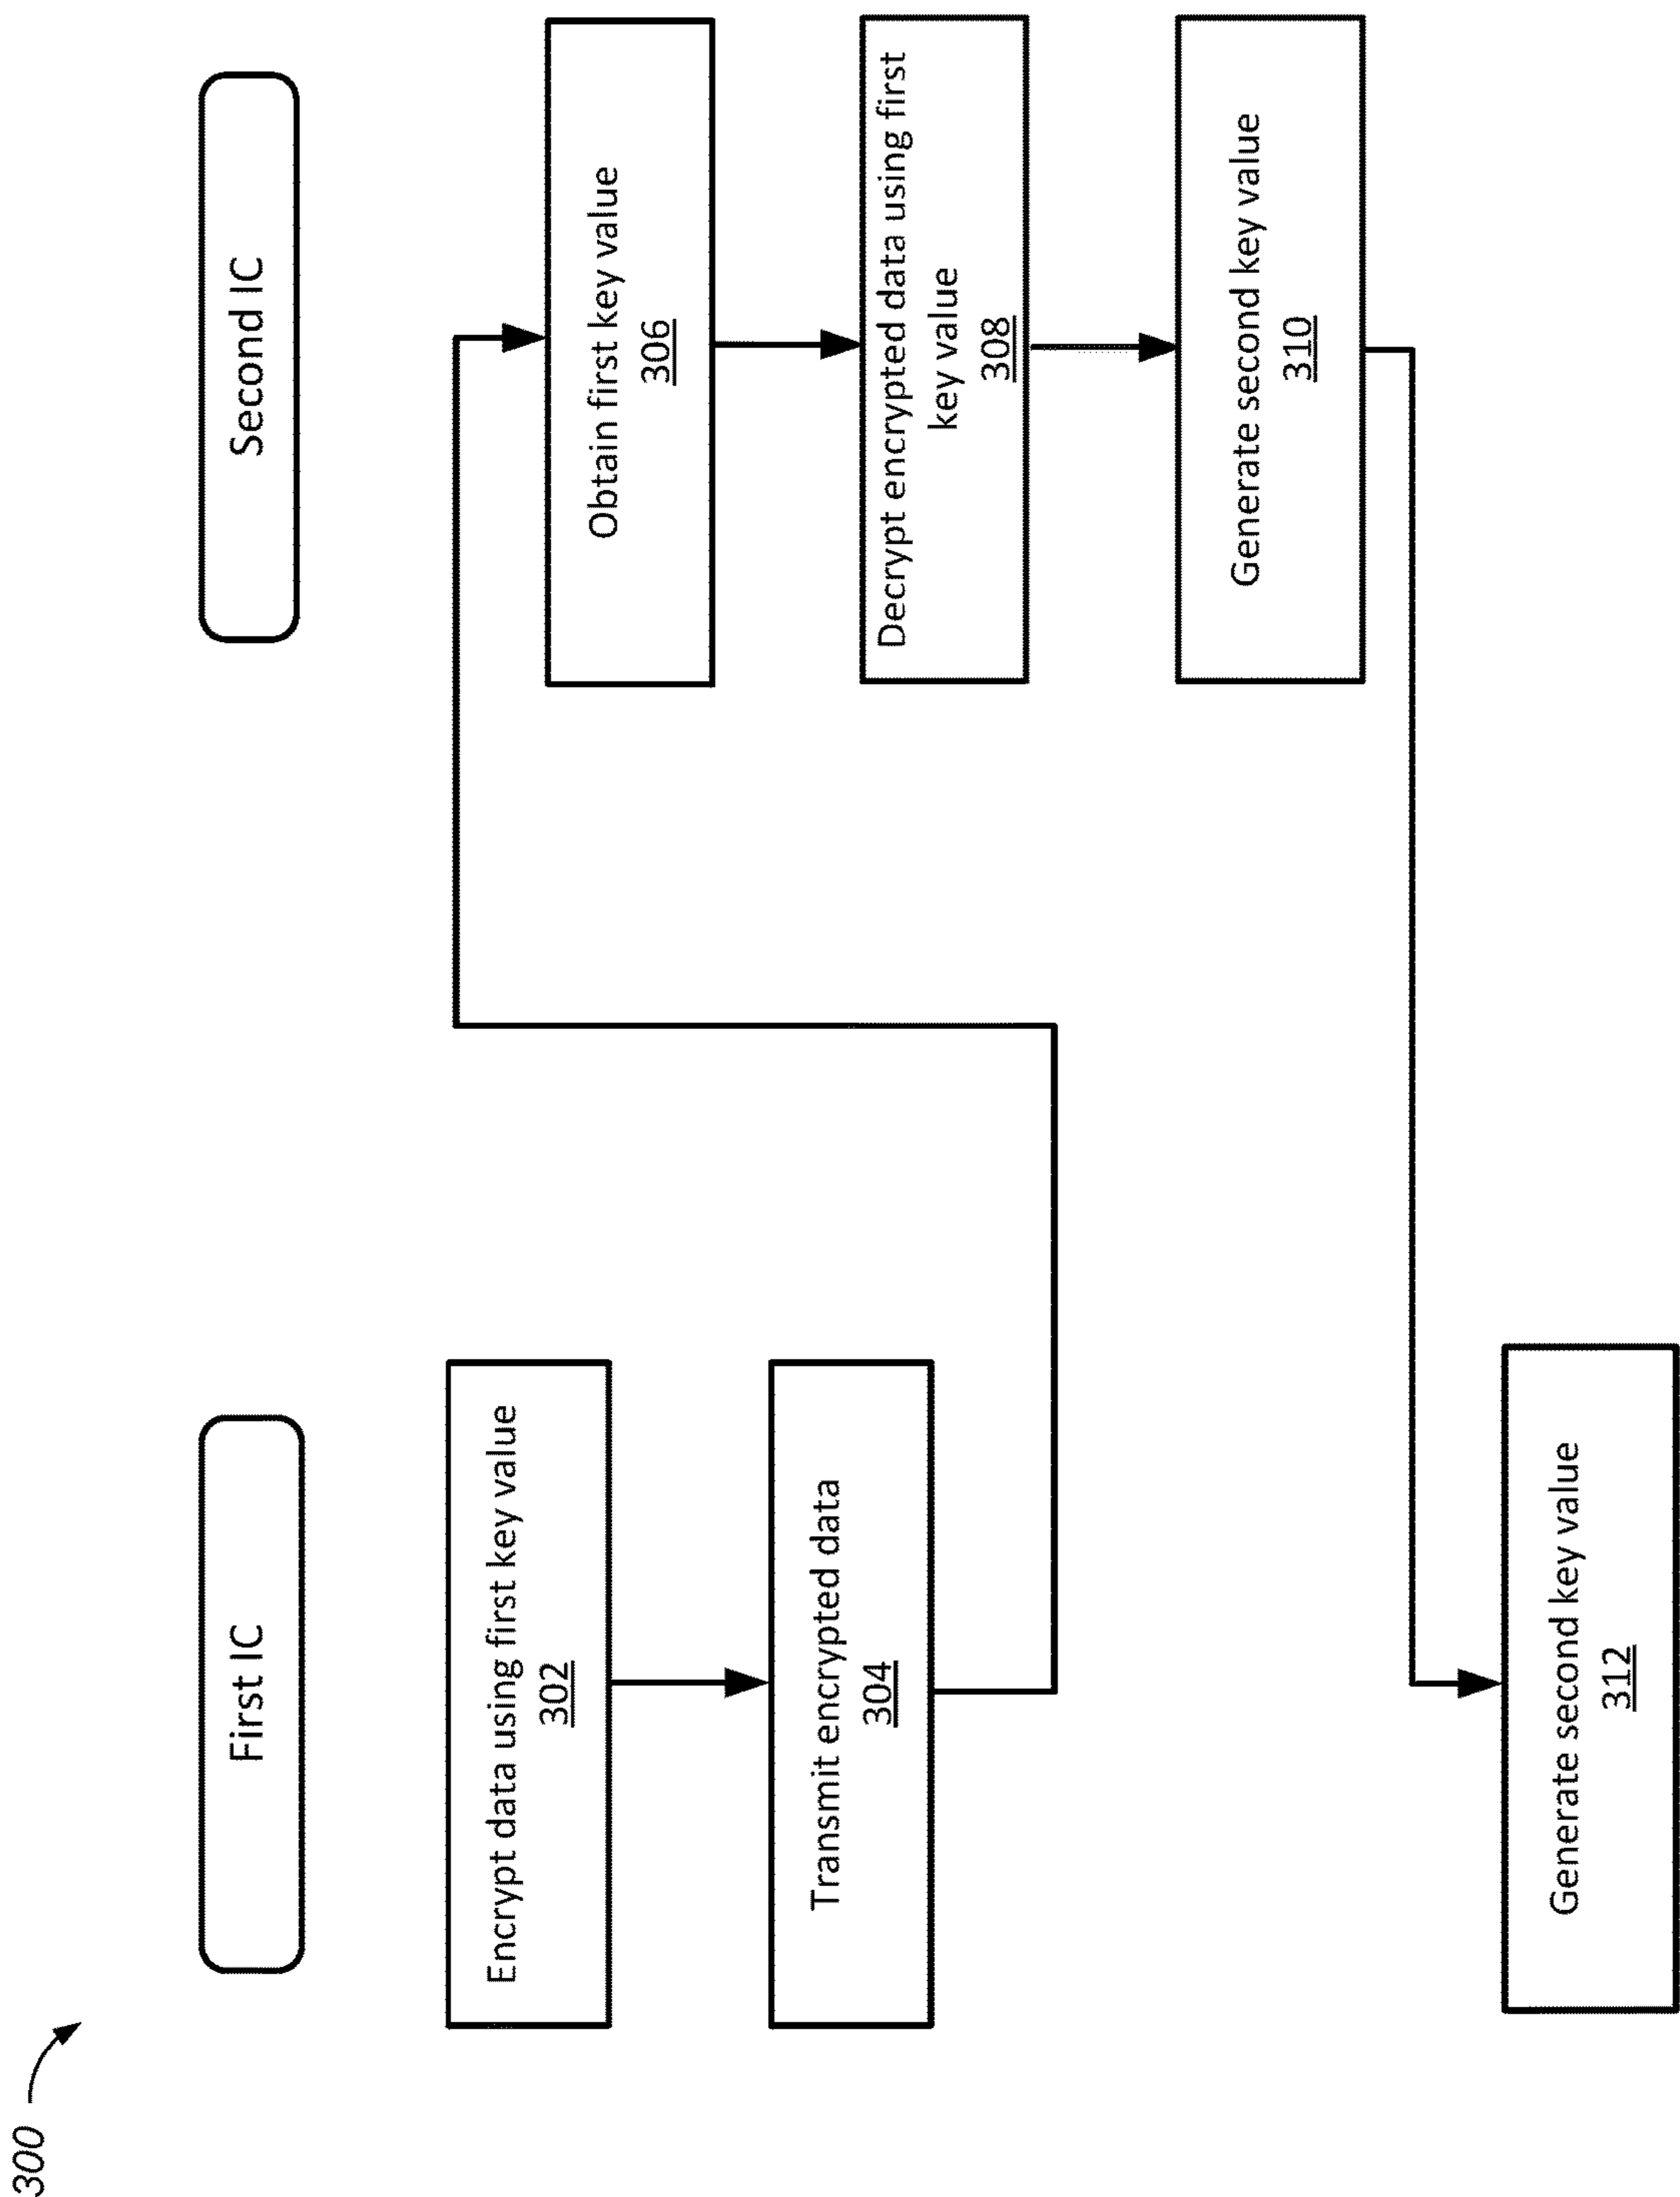 300
First IC
Second IC
Encrypt data using first key value
302
Transmit encrypted data
304
Obtain first key value
306
Decrypt encrypted data using first
key value
308
Generate second key value
310
Generate second key value
312